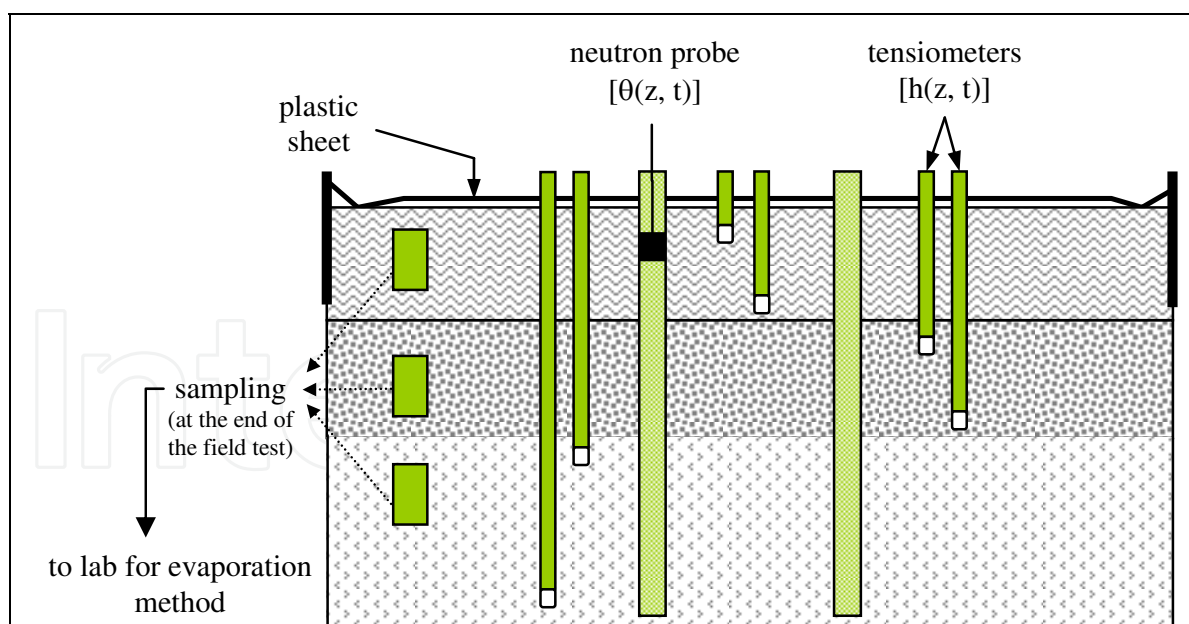 neutron probe
[θ(z, t)]
tensiometers
[h(z, t)]
plastic
sheet
sampling
(at the end of
the field test)
to lab for evaporation
method